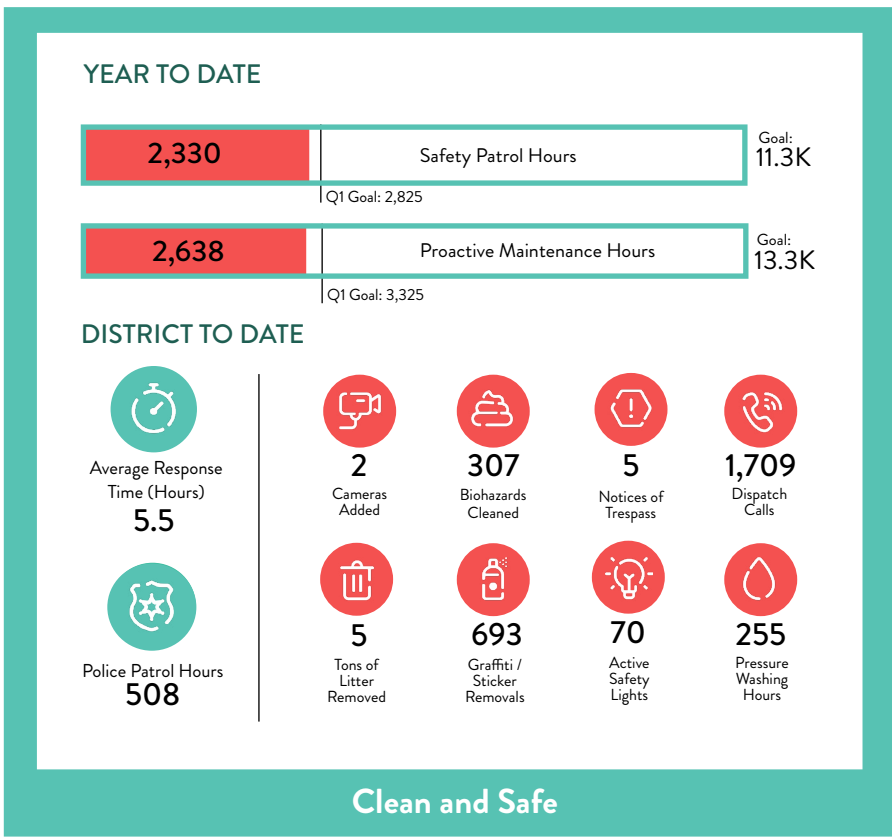 YEAR TO DATE
2,330
Safety Patrol Hours
Goal:
11.3K
Q1 Goal: 2,825
2,638
Proactive Maintenance Hours
Goal:
13.3K
Q1 Goal: 3,325
DISTRICT TO DATE
Average Response
Time (Hours)
5.5
Police Patrol Hours
508
2
Cameras
Added
307
Biohazards
Cleaned
5
Notices of
Trespass
1,709
Dispatch
Calls
5
Tons of
Litter
Removed
693
Graffiti /
Sticker
Removals
70
Active
Safety
Lights
255
Pressure
Washing
Hours
Clean and Safe